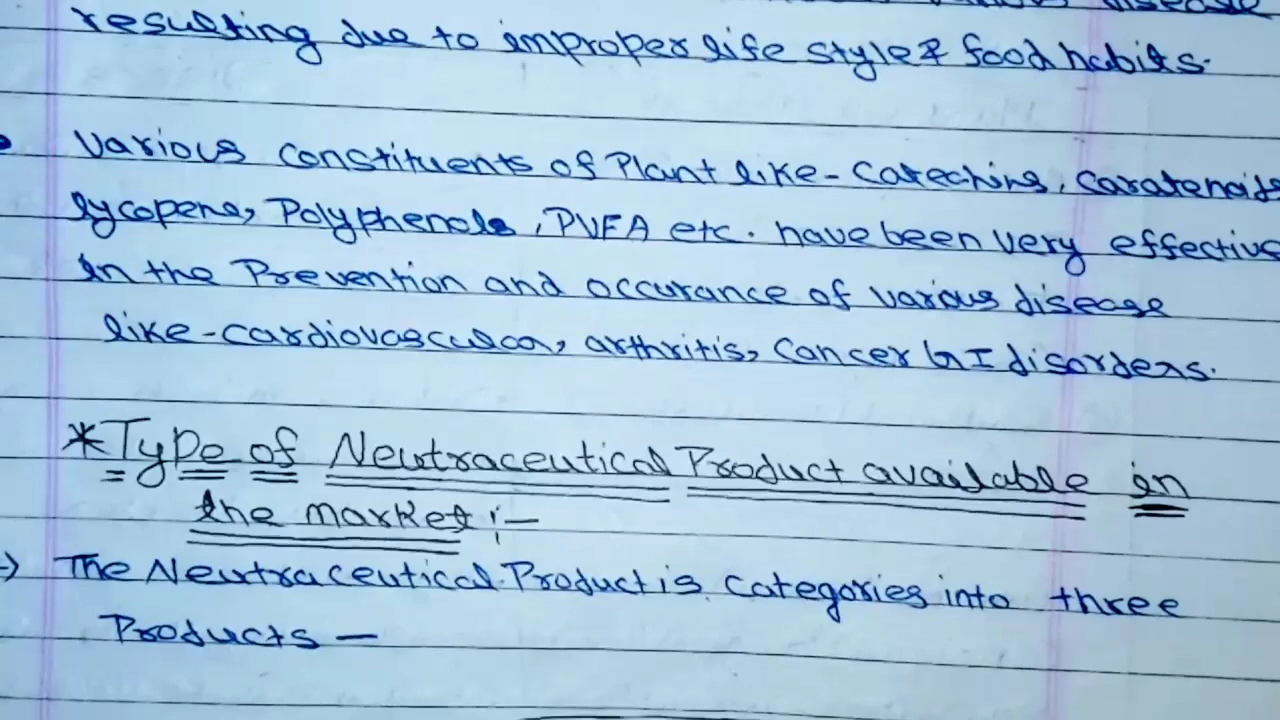 disease
resulting due to improper life style & food habits.
Various Constituents of Plant like - Catechins, Caratenoids
lycopene, Polyphenols, PUFA etc. have been very effective
in the Prevention and occurance of various disease
like - cardiovascular, arthritis, Cancer GI disorders.
*Type of Neutraceutical Product available in
the market :-
→ The Neutraceutical Product is Categories into three
Products —